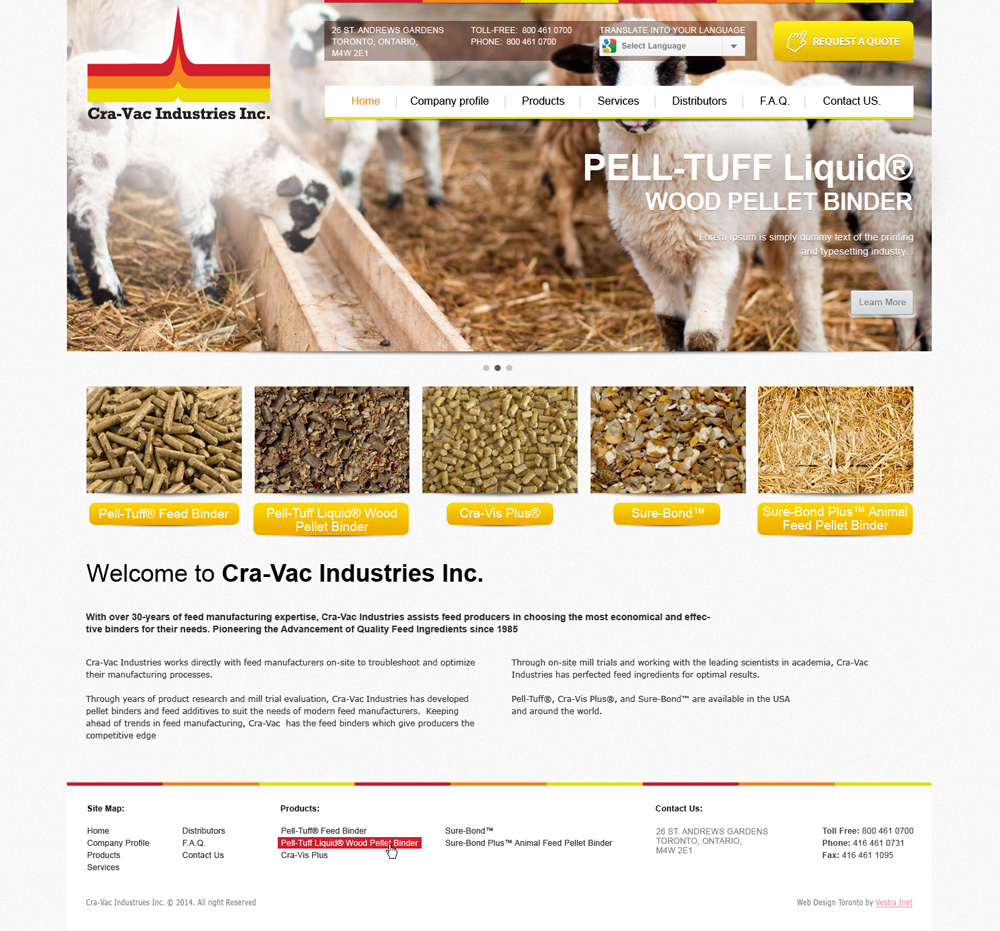 26 ST. ANDREWS GARDENS
TORONTO, ONTARIO,
M4W 2E1
TOLL-FREE: 800 461 0700
PHONE: 800 461 0700
TRANSLATE INTO YOUR LANGUAGE
Select Language
REQUEST A QUOTE
Cra-Vac Industries Inc.
Home
Company profile
Products
Services
Distributors
F.A.Q.
Contact US.
PELL-TUFF Liquid®
WOOD PELLET BINDER
Lorem Ipsum is simply dummy text of the printing
and typesetting industry...
Learn More
Pell-Tuff® Feed Binder
Pell-Tuff Liquid® Wood
Pellet Binder
Cra-Vis Plus®
Sure-Bond™
Sure-Bond Plus™ Animal
Feed Pellet Binder
Welcome to Cra-Vac Industries Inc.
With over 30-years of feed manufacturing expertise, Cra-Vac Industries assists feed producers in choosing the most economical and effec-
tive binders for their needs. Pioneering the Advancement of Quality Feed Ingredients since 1985
Cra-Vac Industries works directly with feed manufacturers on-site to troubleshoot and optimize
their manufacturing processes.
Through years of product research and mill trial evaluation, Cra-Vac Industries has developed
pellet binders and feed additives to suit the needs of modern feed manufacturers. Keeping
ahead of trends in feed manufacturing, Cra-Vac has the feed binders which give producers the
competitive edge
Through on-site mill trials and working with the leading scientists in academia, Cra-Vac
Industries has perfected feed ingredients for optimal results.
Pell-Tuff®, Cra-Vis Plus®, and Sure-Bond™ are available in the USA
and around the world.
Site Map:
Home
Company Profile
Products
Services
Distributors
F.A.Q.
Contact Us
Products:
Pell-Tuff® Feed Binder
Pell-Tuff Liquid® Wood Pellet Binder
Cra-Vis Plus
Sure-Bond™
Sure-Bond Plus™ Animal Feed Pellet Binder
Contact Us:
26 ST. ANDREWS GARDENS
TORONTO, ONTARIO,
M4W 2E1
Toll Free: 800 461 0700
Phone: 416 461 0731
Fax: 416 461 1095
Cra-Vac Industrues Inc. © 2014. All right Reserved
Web Design Toronto by Vestra Inet